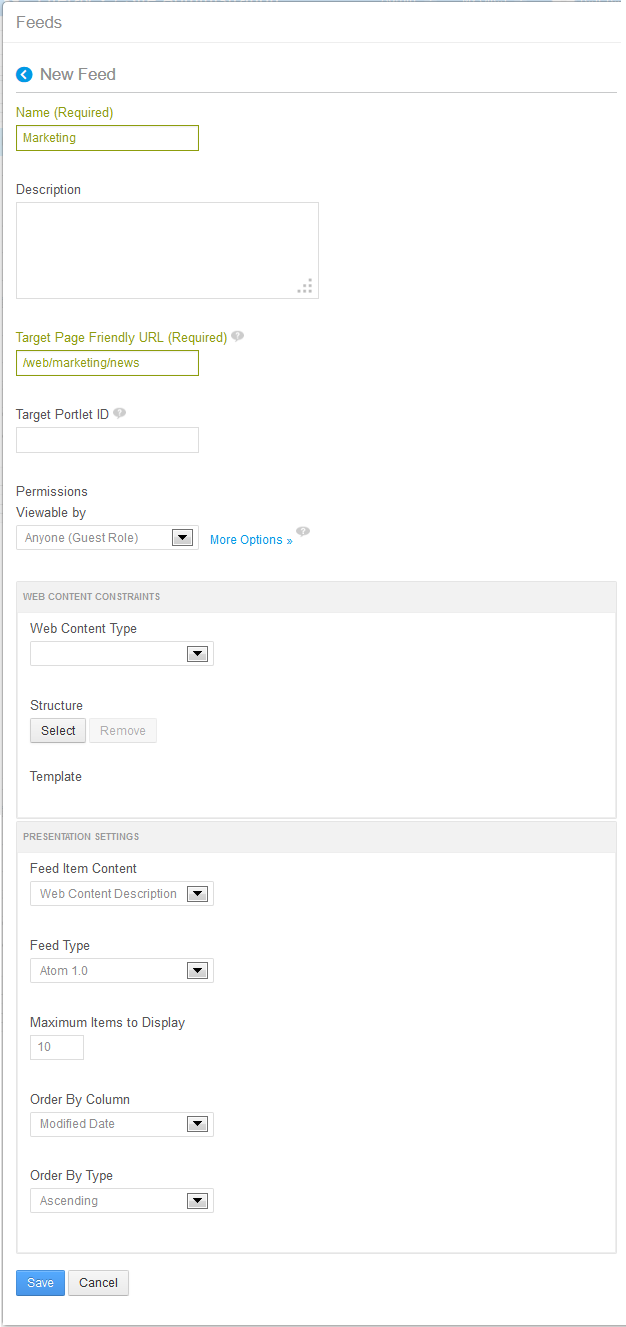 Feeds
New Feed
Name (Required)
Marketing
Description
Target Page Friendly URL (Required)
/web/marketing/news
Target Portlet ID
Permissions
Viewable by
Anyone (Guest Role)
More Options »
WEB CONTENT CONSTRAINTS
Web Content Type
Structure
Select Remove
Template
PRESENTATION SETTINGS
Feed Item Content
Web Content Description
Feed Type
Atom 1.0
Maximum Items to Display
10
Order By Column
Modified Date
Order By Type
Ascending
Save Cancel